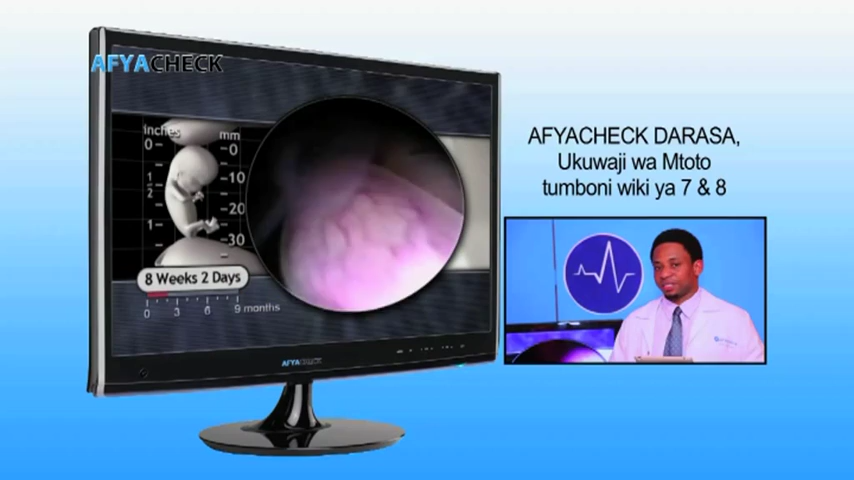 AFYACHECK
inches
mm
0
0
10
1/2
20
1
30
8 Weeks 2 Days
0 3 6 9 months
AFYACHECK
AFYACHECK DARASA,
Ukuwaji wa Mtoto
tumboni wiki ya 7 & 8